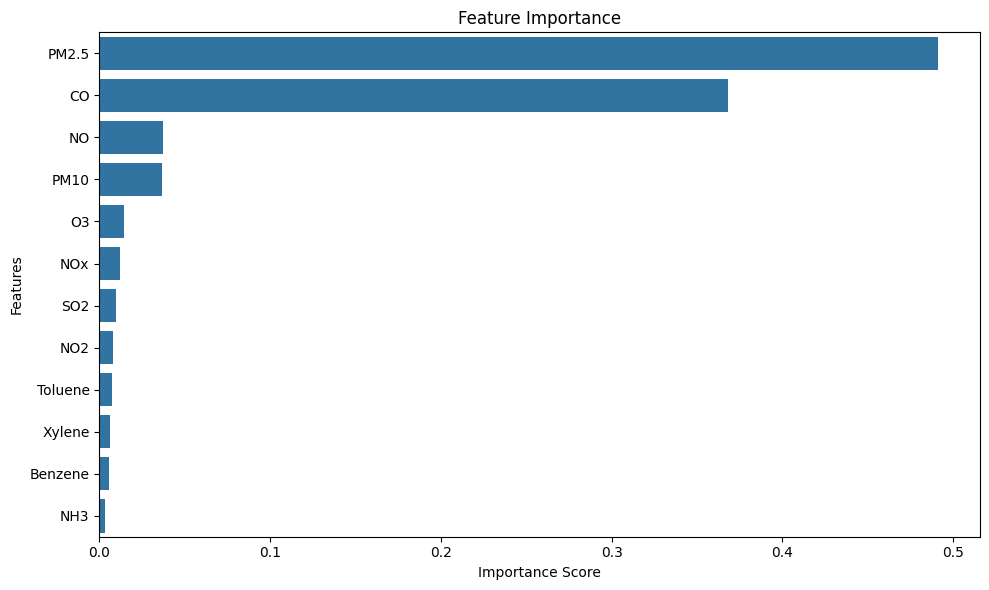 Feature Importance
Features
PM2.5
CO
NO
PM10
O3
NOx
SO2
NO2
Toluene
Xylene
Benzene
NH3
0.0 0.1 0.2 0.3 0.4 0.5
Importance Score